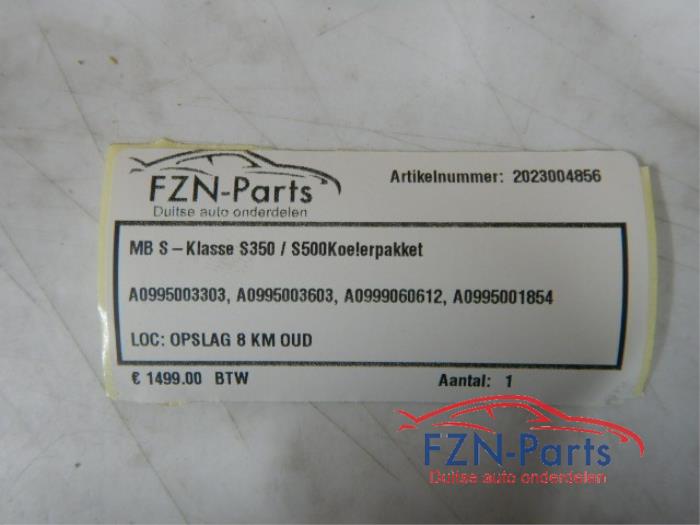 FZN-Parts
Duitse auto onderdelen
Artikelnummer: 2023004856
MB S-Klasse S350 / S500Koelerpakket
A0995003303, A0995003603, A0999060612, A0995001854
LOC: OPSLAG 8 KM OUD
€ 1499.00 BTW
Aantal: 1
FZN-Parts
Duitse auto onderdelen